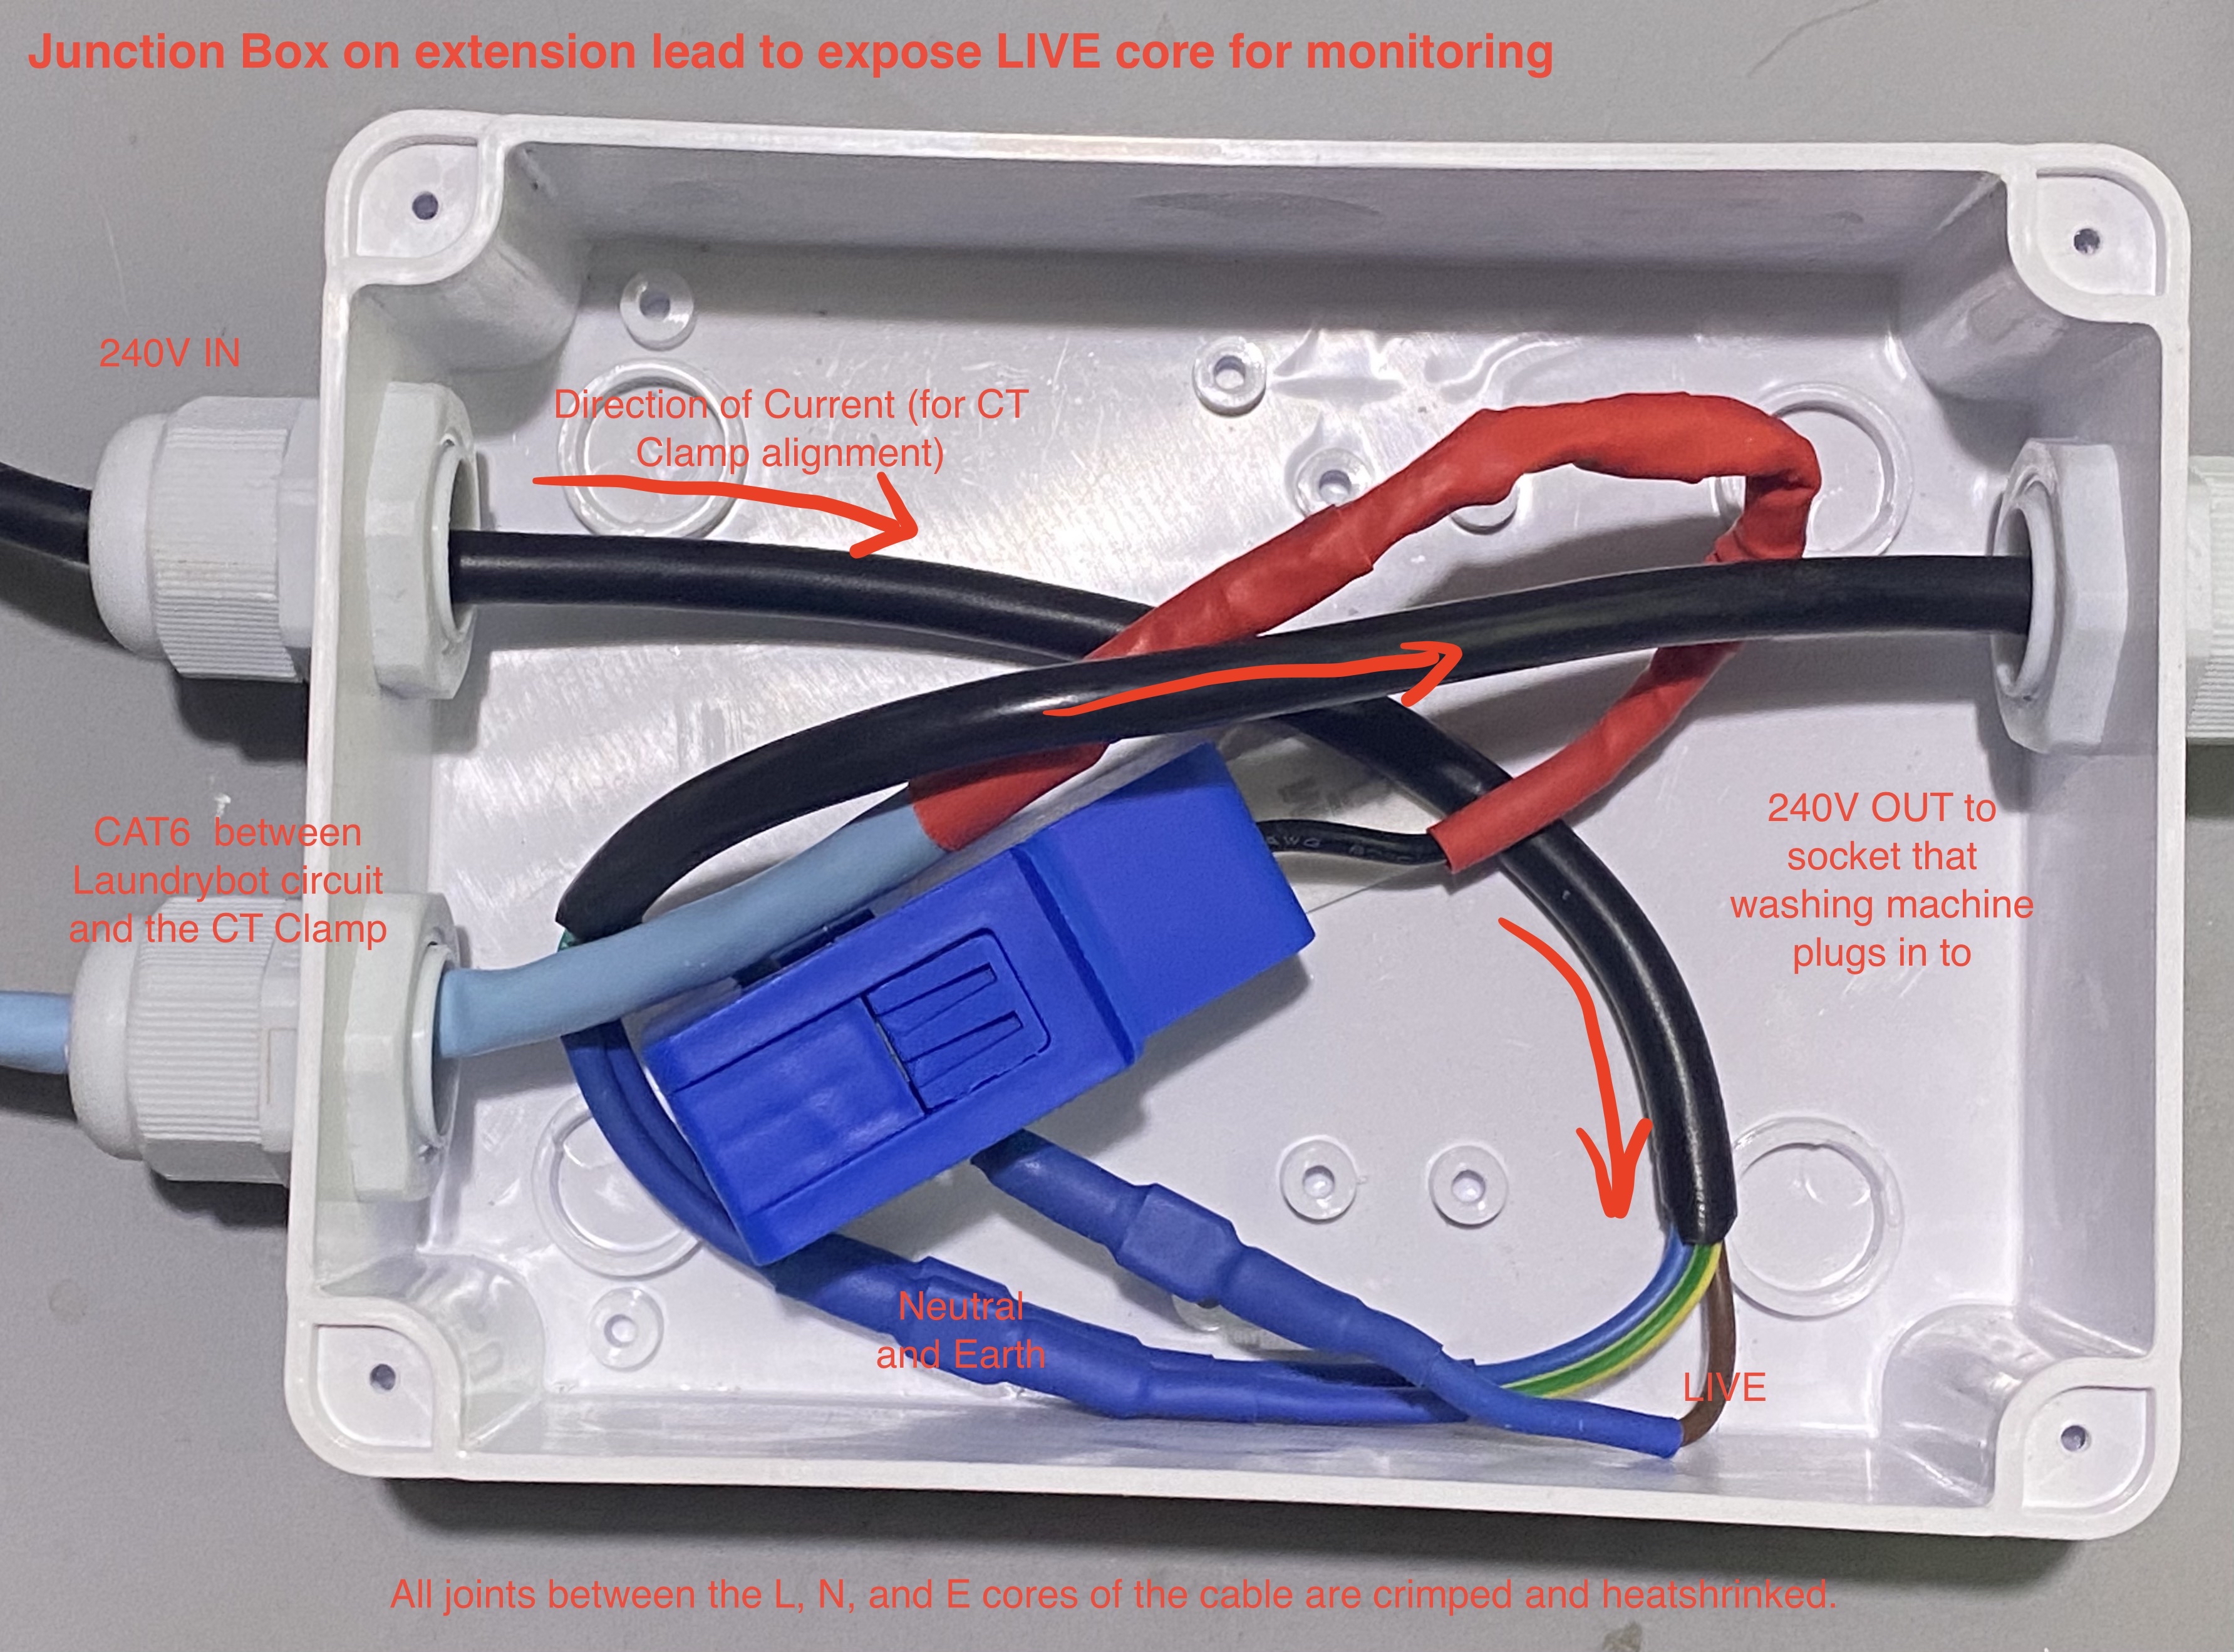 Junction Box on extension lead to expose LIVE core for monitoring
240V IN
Direction of Current (for CT
Clamp alignment)
CAT6 between
Laundrybot circuit
and the CT Clamp
AWG
240V OUT to
socket that
washing machine
plugs in to
Neutral
and Earth
LIVE
All joints between the L, N, and E cores of the cable are crimped and heatshrinked.